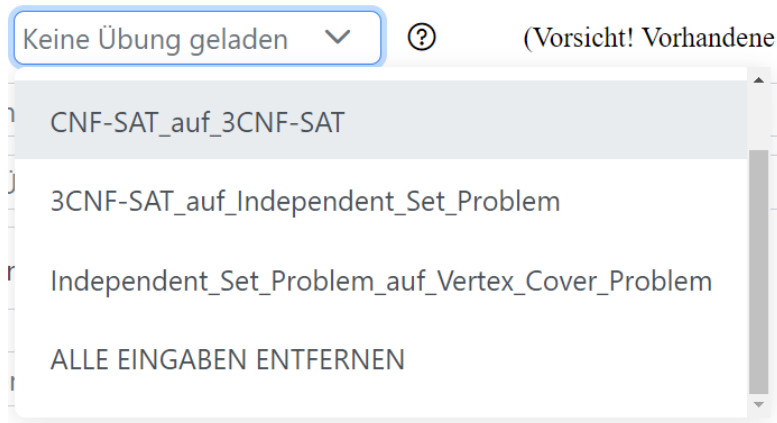 Keine Übung geladen (Vorsicht! Vorhandene
CNF-SAT_auf_3CNF-SAT
3CNF-SAT_auf_Independent_Set_Problem
Independent_Set_Problem_auf_Vertex_Cover_Problem
ALLE EINGABEN ENTFERNEN